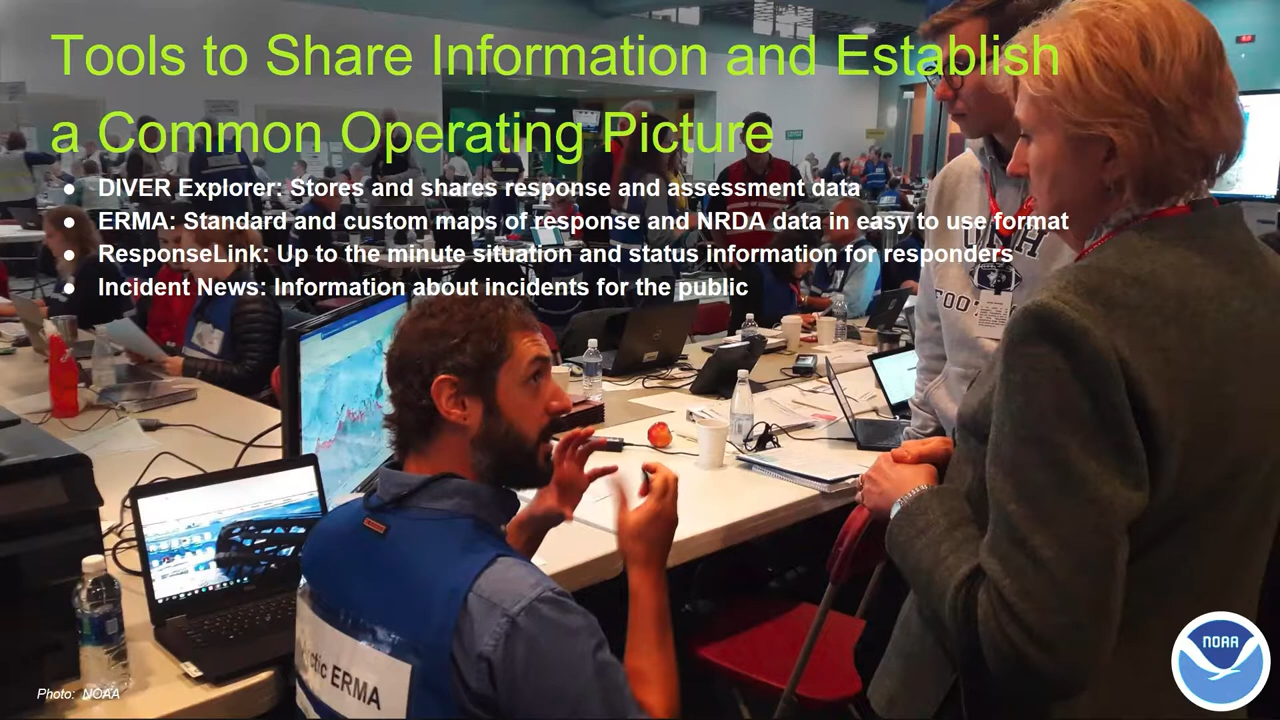 Tools to Share Information and Establish
a Common Operating Picture
● DIVER Explorer: Stores and shares response and assessment data
● ERMA: Standard and custom maps of response and NRDA data in easy to use format
● ResponseLink: Up to the minute situation and status information for responders
● Incident News: Information about incidents for the public
ERMA
Photo: NOAA
NOAA